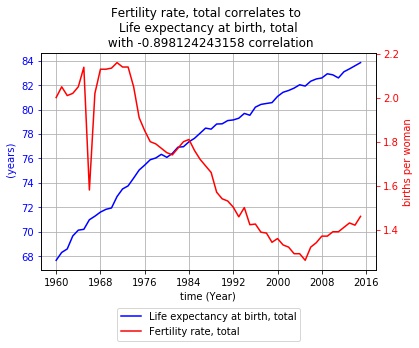 Fertility rate, total correlates to
Life expectancy at birth, total
with -0.898124243158 correlation
84
82
80
78
76
74
72
70
68
(years)
2.2
2.0
1.8
1.6
1.4
births per woman
1960 1968 1976 1984 1992 2000 2008 2016
time (Year)
Life expectancy at birth, total
Fertility rate, total